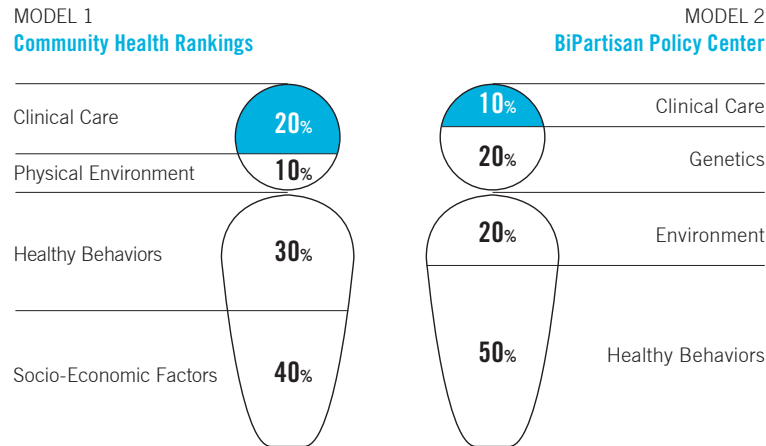 MODEL 1
Community Health Rankings
MODEL 2
BiPartisan Policy Center
Clinical Care
20%
Physical Environment
10%
Healthy Behaviors
30%
Socio-Economic Factors
40%
10%
Clinical Care
20%
Genetics
20%
Environment
50%
Healthy Behaviors